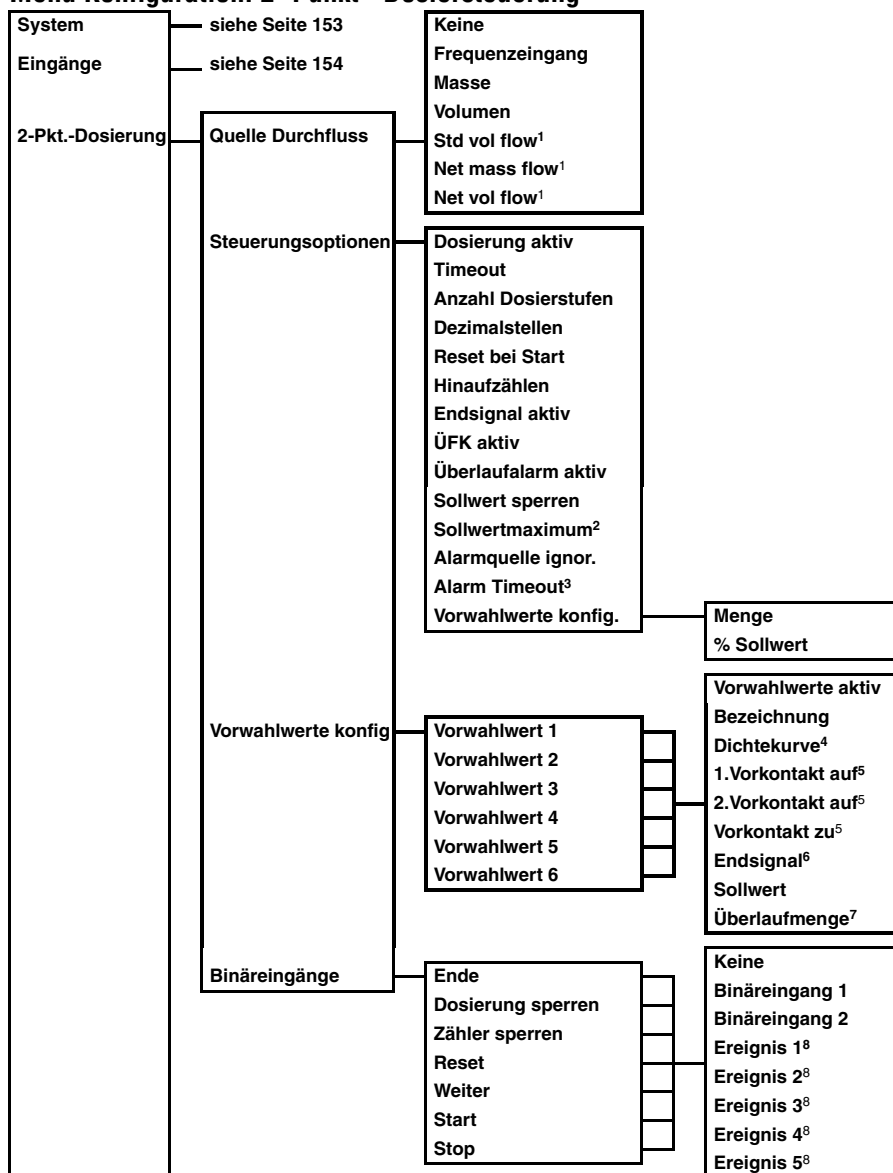 Menü Konfiguration: 2 -Punkt - Dosiersteuerung
System
siehe Seite 153
Eingänge
siehe Seite 154
2-Pkt.-Dosierung
Quelle Durchfluss
Keine
Frequenzeingang
Masse
Volumen
Std vol flow¹
Net mass flow¹
Net vol flow¹
Steuerungsoptionen
Dosierung aktiv
Timeout
Anzahl Dosierstufen
Dezimalstellen
Reset bei Start
Hinaufzählen
Endsignal aktiv
ÜFK aktiv
Überlaufalarm aktiv
Sollwert sperren
Sollwertmaximum²
Alarmquelle ignor.
Alarm Timeout³
Vorwahlwerte konfig.
Menge
% Sollwert
Vorwahlwerte konfig
Vorwahlwert 1
Vorwahlwert 2
Vorwahlwert 3
Vorwahlwert 4
Vorwahlwert 5
Vorwahlwert 6
Vorwahlwerte aktiv
Bezeichnung
Dichtekurve⁴
1.Vorkontakt auf⁵
2.Vorkontakt auf⁵
Vorkontakt zu⁵
Endsignal⁶
Sollwert
Überlaufmenge⁷
Binäreingänge
Ende
Dosierung sperren
Zähler sperren
Reset
Weiter
Start
Stop
Keine
Binäreingang 1
Binäreingang 2
Ereignis 1⁸
Ereignis 2⁸
Ereignis 3⁸
Ereignis 4⁸
Ereignis 5⁸